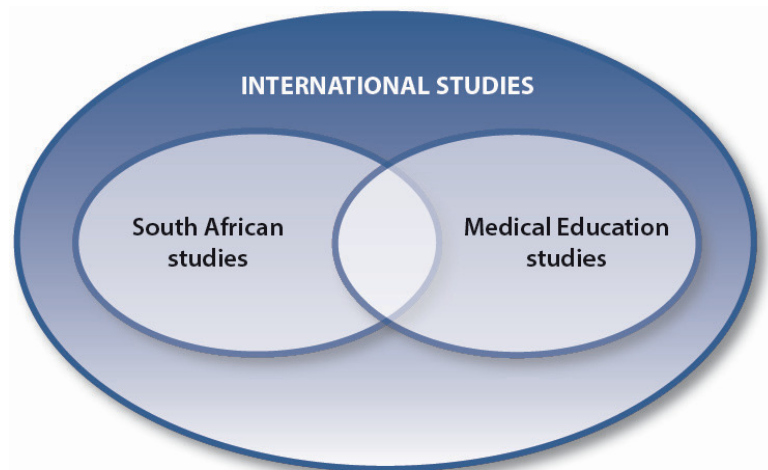 INTERNATIONAL STUDIES
South African
studies
Medical Education
studies